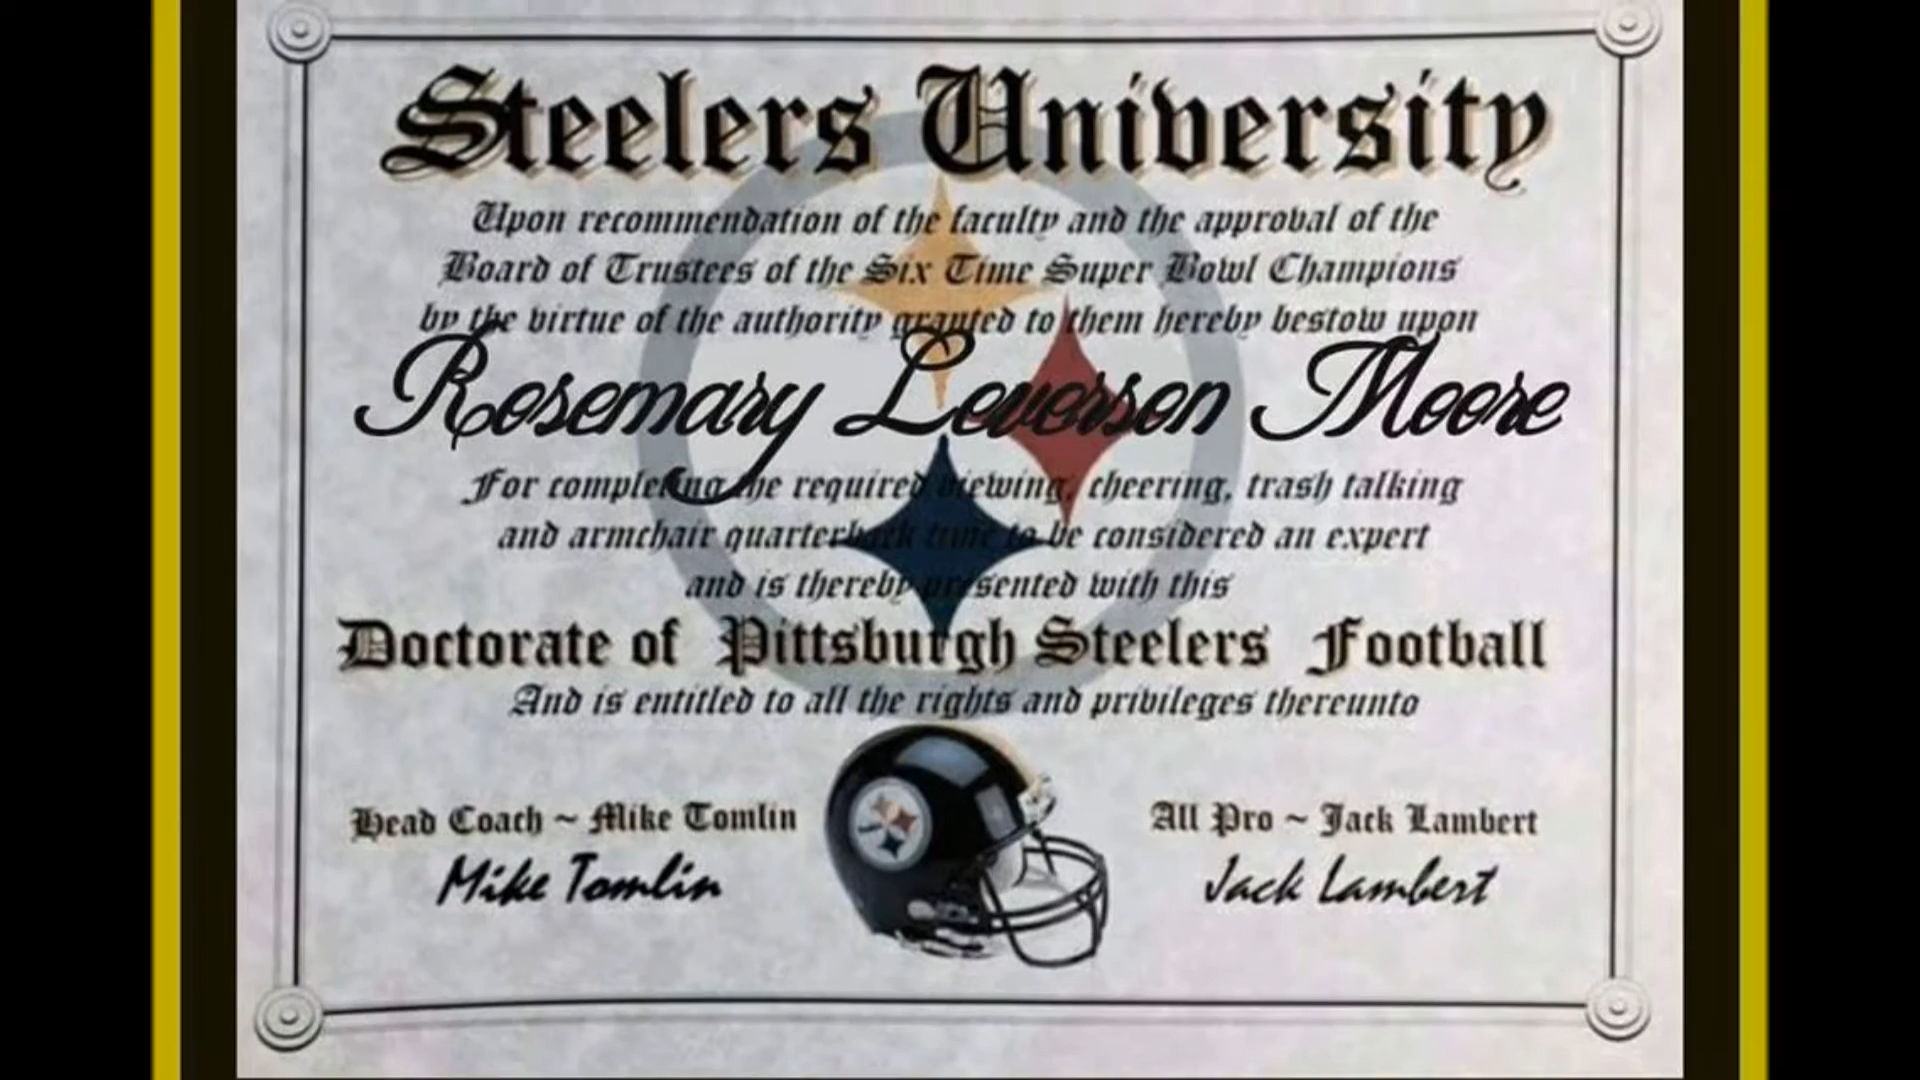 Steelers University
Upon recommendation of the faculty and the approval of the
Board of Trustees of the Six Time Super Bowl Champions
by the virtue of the authority granted to them hereby bestow upon
Rosemary Leverson Moore
For completing the required viewing, cheering, trash talking
and armchair quarterback time to be considered an expert
and is thereby presented with this
Doctorate of Pittsburgh Steelers Football
And is entitled to all the rights and privileges thereunto
Head Coach ~ Mike Tomlin
Mike Tomlin
All Pro ~ Jack Lambert
Jack Lambert